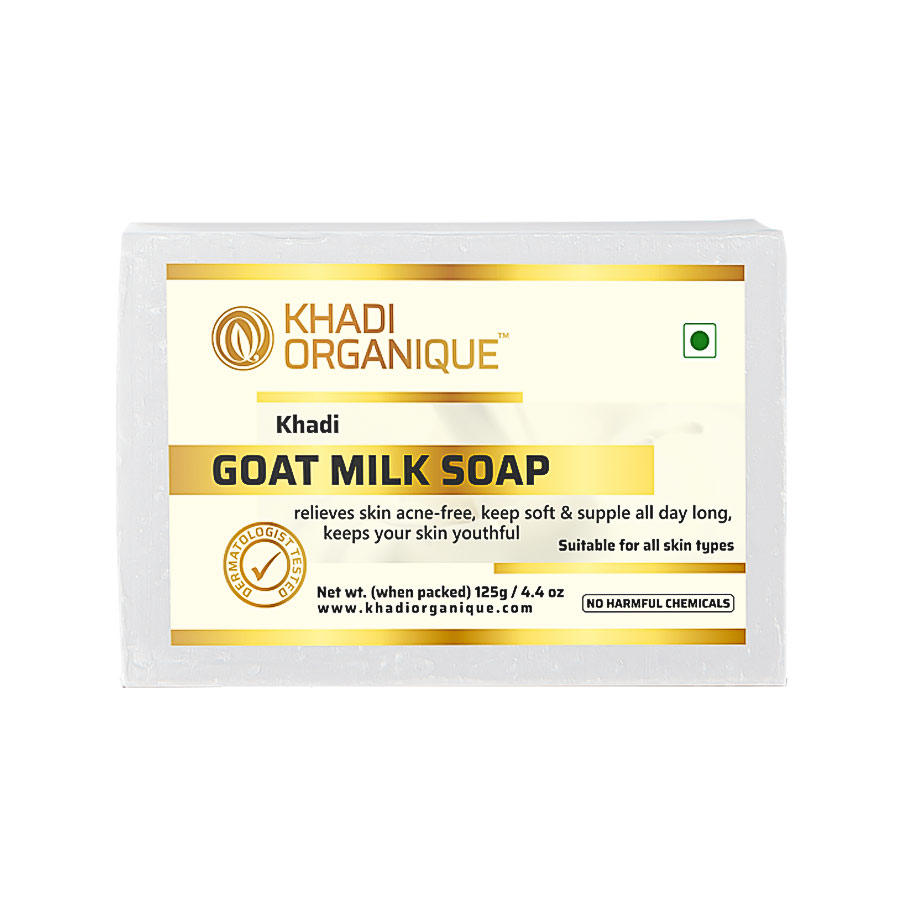 KHADI
ORGANIQUE™
Khadi
GOAT MILK SOAP
relieves skin acne-free, keep soft & supple all day long,
keeps your skin youthful
Suitable for all skin types
DERMATOLOGIST TESTED
Net wt. (when packed) 125g / 4.4 oz
www.khadiorganique.com
NO HARMFUL CHEMICALS